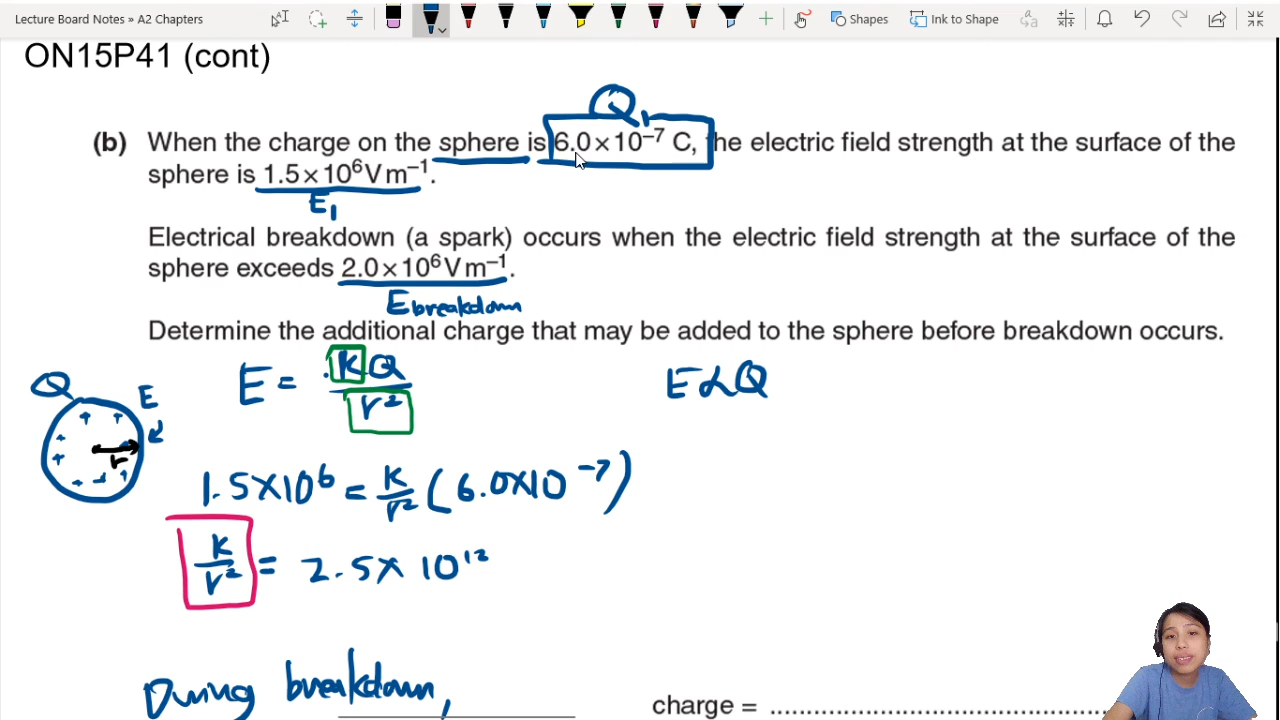 Lecture Board Notes » A2 Chapters
Shapes
Ink to Shape
ON15P41 (cont)
Q1
(b) When the charge on the sphere is 6.0×10⁻⁷ C, the electric field strength at the surface of the
sphere is 1.5×10⁶ V m⁻¹.
E1
Electrical breakdown (a spark) occurs when the electric field strength at the surface of the
sphere exceeds 2.0×10⁶ V m⁻¹.
Ebreakdown
Determine the additional charge that may be added to the sphere before breakdown occurs.
Q
E
r
E = kQ / r²
E ∝ Q
1.5×10⁶ = k/r² (6.0×10⁻⁷)
k/r² = 2.5×10¹²
During breakdown,
charge = ........................................